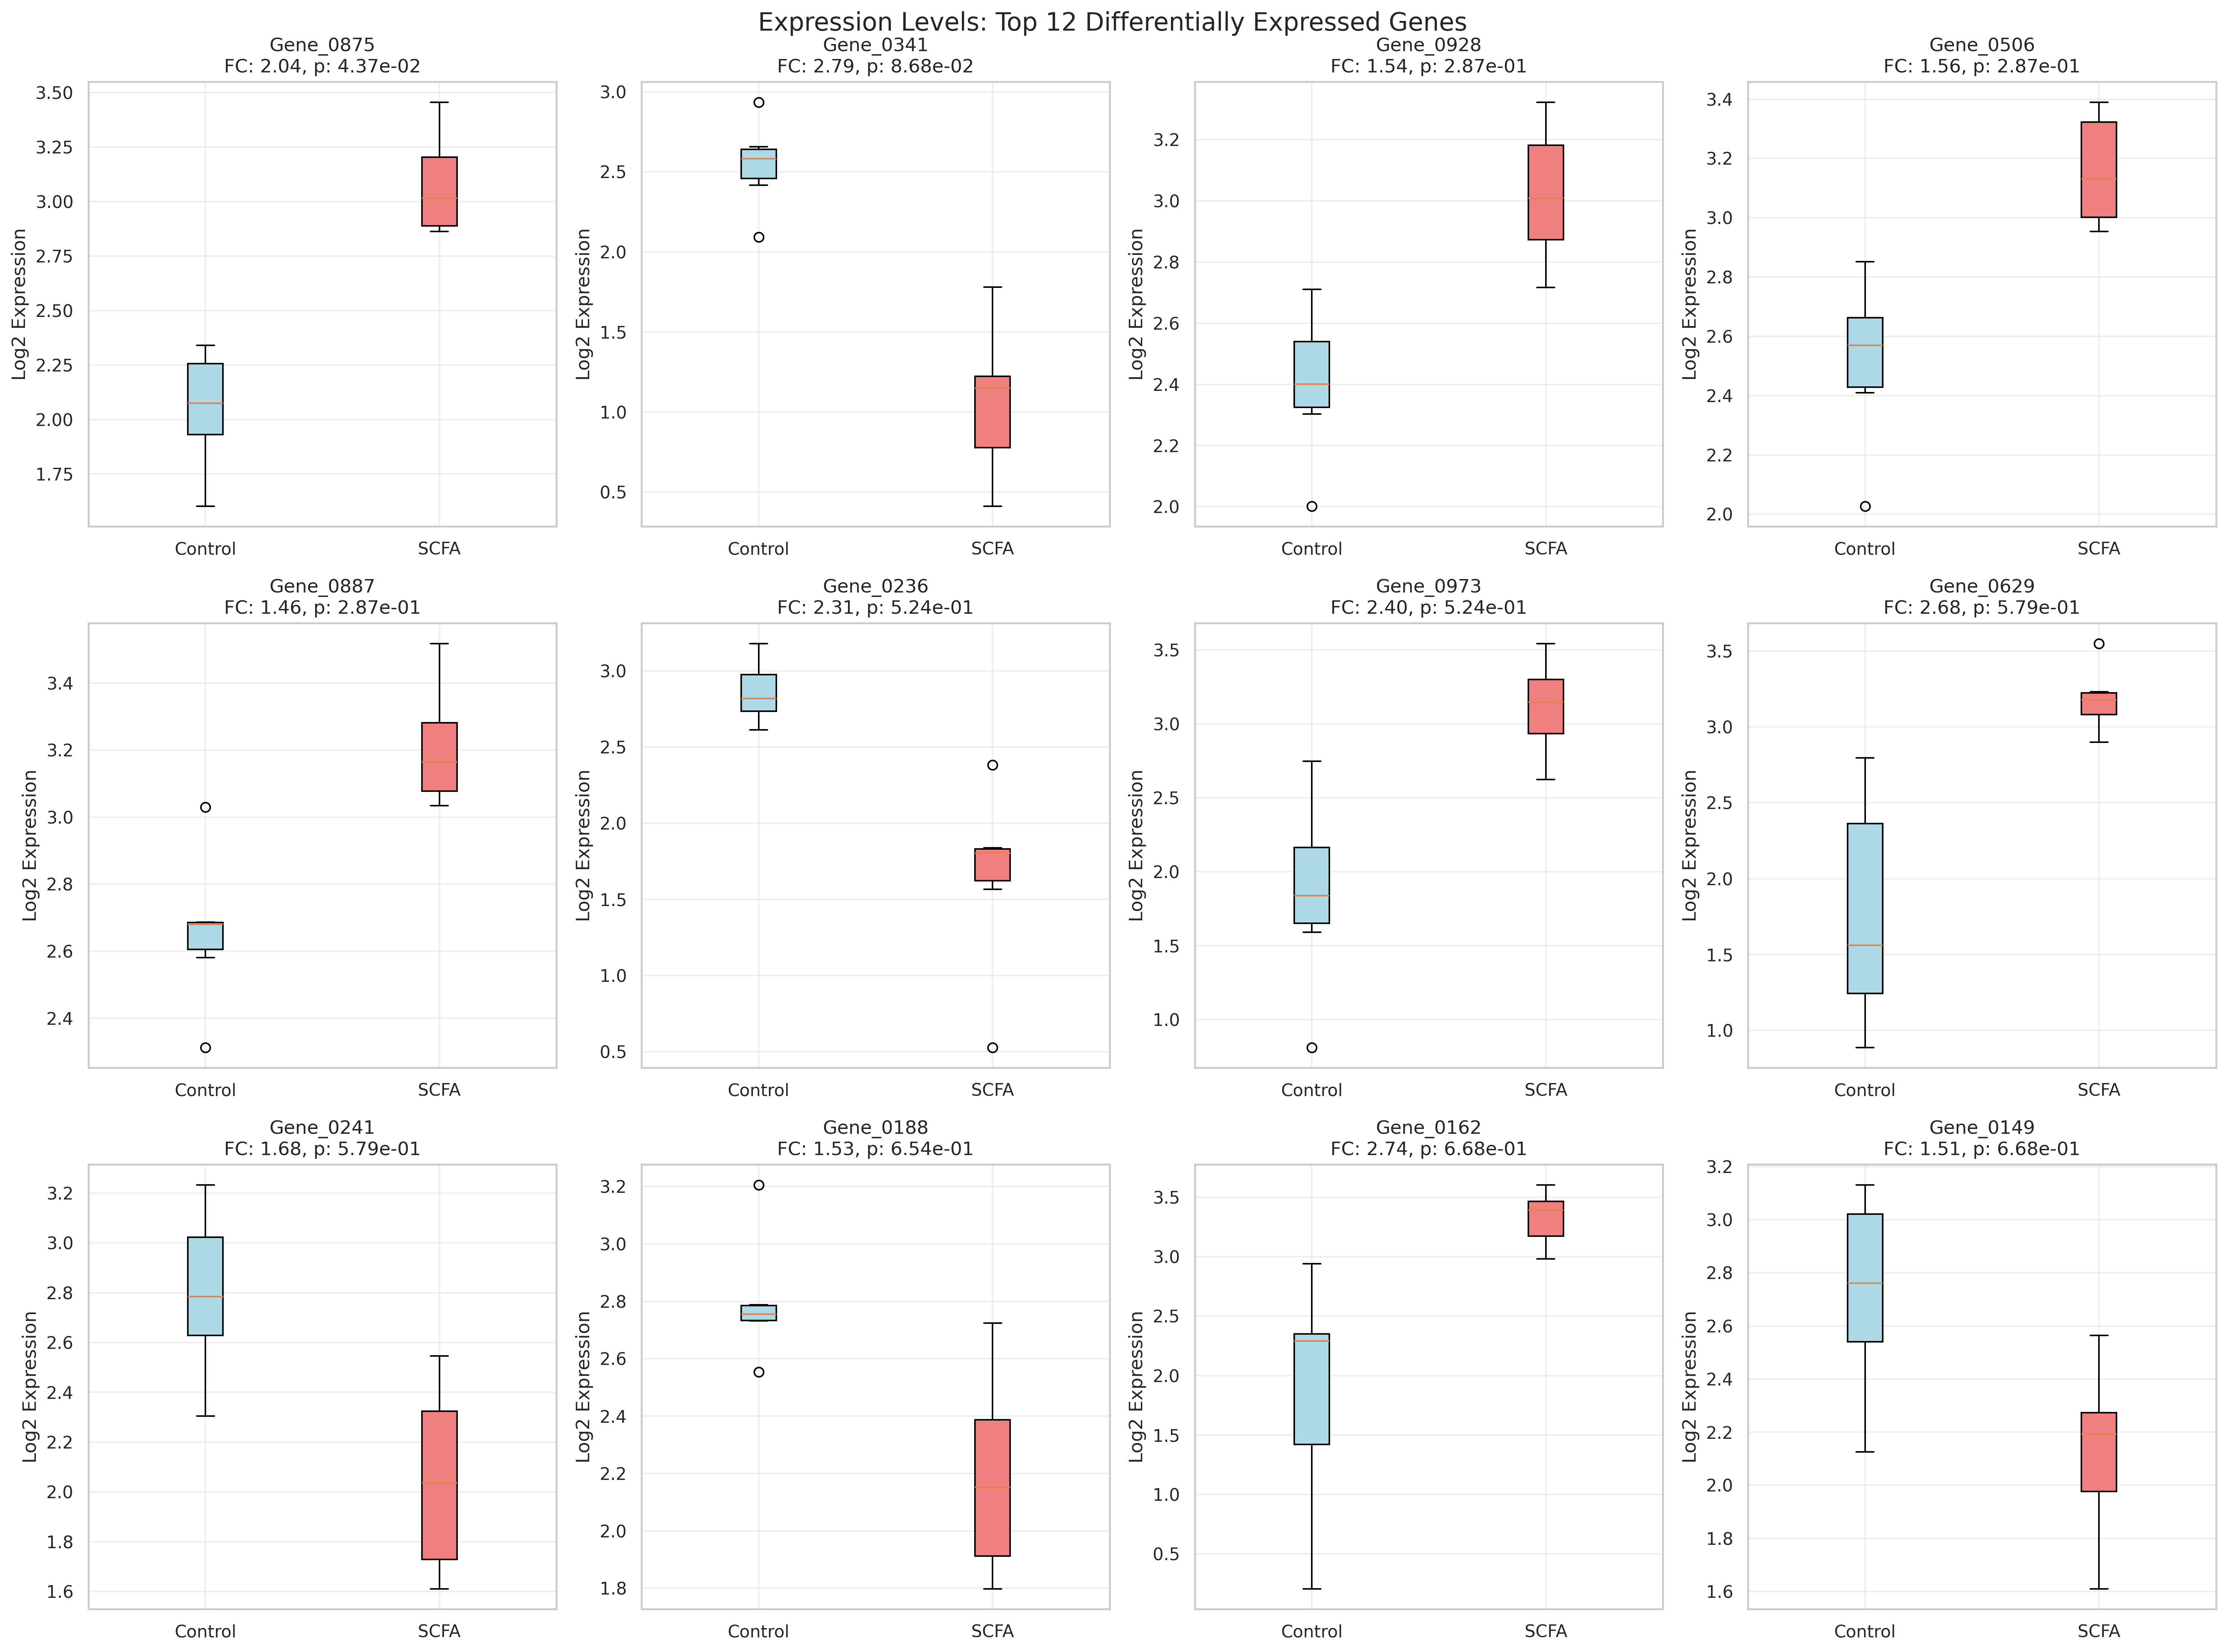 Expression Levels: Top 12 Differentially Expressed Genes
Gene_0875
FC: 2.04, p: 4.37e-02
Log2 Expression
3.50
3.25
3.00
2.75
2.50
2.25
2.00
1.75
Control
SCFA
Gene_0341
FC: 2.79, p: 8.68e-02
Log2 Expression
3.0
2.5
2.0
1.5
1.0
0.5
Control
SCFA
Gene_0928
FC: 1.54, p: 2.87e-01
Log2 Expression
3.2
3.0
2.8
2.6
2.4
2.2
2.0
Control
SCFA
Gene_0506
FC: 1.56, p: 2.87e-01
Log2 Expression
3.4
3.2
3.0
2.8
2.6
2.4
2.2
2.0
Control
SCFA
Gene_0887
FC: 1.46, p: 2.87e-01
Log2 Expression
3.4
3.2
3.0
2.8
2.6
2.4
Control
SCFA
Gene_0236
FC: 2.31, p: 5.24e-01
Log2 Expression
3.0
2.5
2.0
1.5
1.0
0.5
Control
SCFA
Gene_0973
FC: 2.40, p: 5.24e-01
Log2 Expression
3.5
3.0
2.5
2.0
1.5
1.0
Control
SCFA
Gene_0629
FC: 2.68, p: 5.79e-01
Log2 Expression
3.5
3.0
2.5
2.0
1.5
1.0
Control
SCFA
Gene_0241
FC: 1.68, p: 5.79e-01
Log2 Expression
3.2
3.0
2.8
2.6
2.4
2.2
2.0
1.8
1.6
Control
SCFA
Gene_0188
FC: 1.53, p: 6.54e-01
Log2 Expression
3.2
3.0
2.8
2.6
2.4
2.2
2.0
1.8
Control
SCFA
Gene_0162
FC: 2.74, p: 6.68e-01
Log2 Expression
3.5
3.0
2.5
2.0
1.5
1.0
0.5
Control
SCFA
Gene_0149
FC: 1.51, p: 6.68e-01
Log2 Expression
3.2
3.0
2.8
2.6
2.4
2.2
2.0
1.8
1.6
Control
SCFA